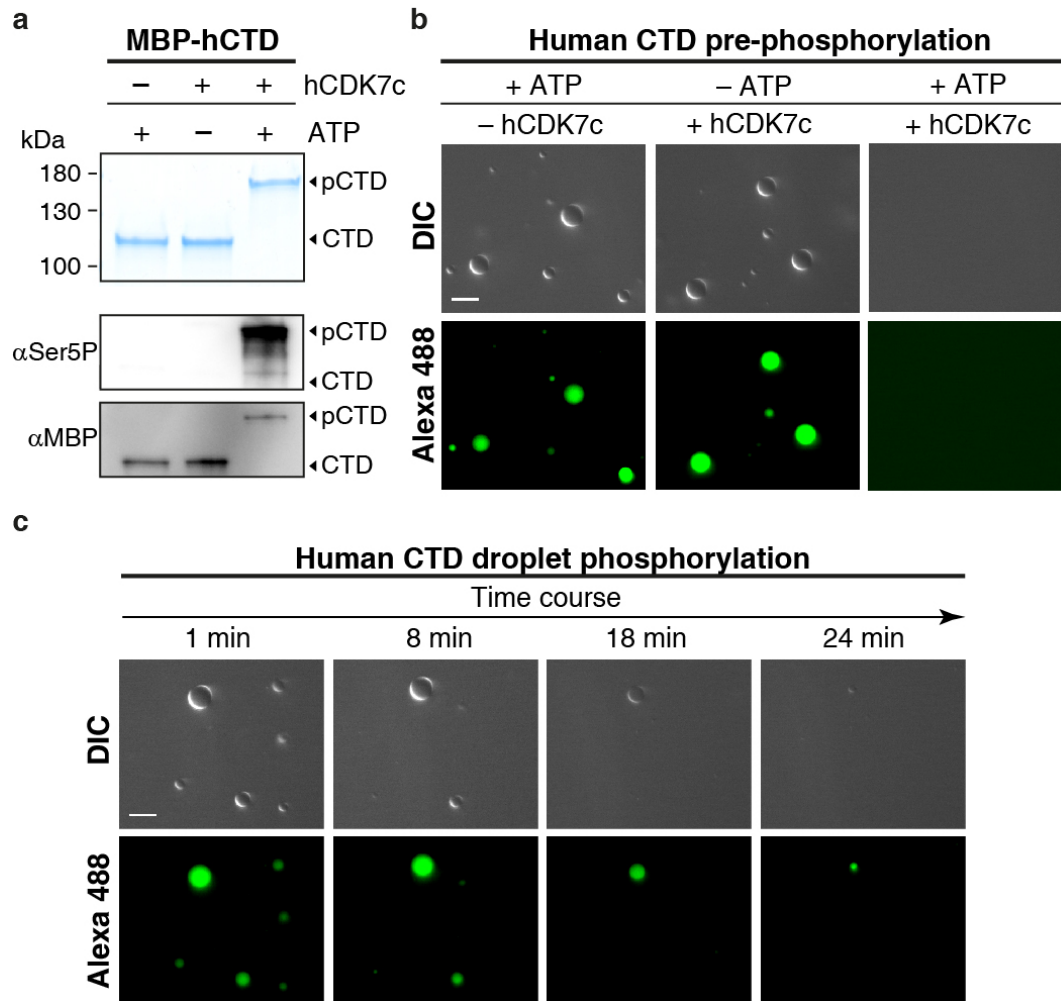 a
MBP-hCTD
− + + hCDK7c
kDa + − + ATP
180
pCTD
130
CTD
100
αSer5P
pCTD
CTD
αMBP
pCTD
CTD
b
Human CTD pre-phosphorylation
+ ATP − ATP + ATP
− hCDK7c + hCDK7c + hCDK7c
DIC
Alexa 488
c
Human CTD droplet phosphorylation
Time course
1 min 8 min 18 min 24 min
DIC
Alexa 488